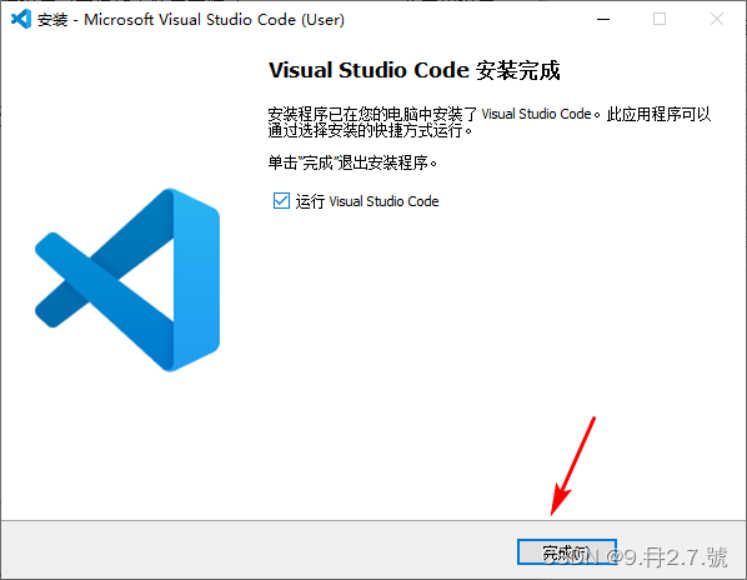 安装 - Microsoft Visual Studio Code (User)
Visual Studio Code 安装完成
安装程序已在您的电脑中安装了 Visual Studio Code。此应用程序可以
通过选择安装的快捷方式运行。
单击"完成"退出安装程序。
运行 Visual Studio Code
完成(F)
CSDN @9.冄2.7.號